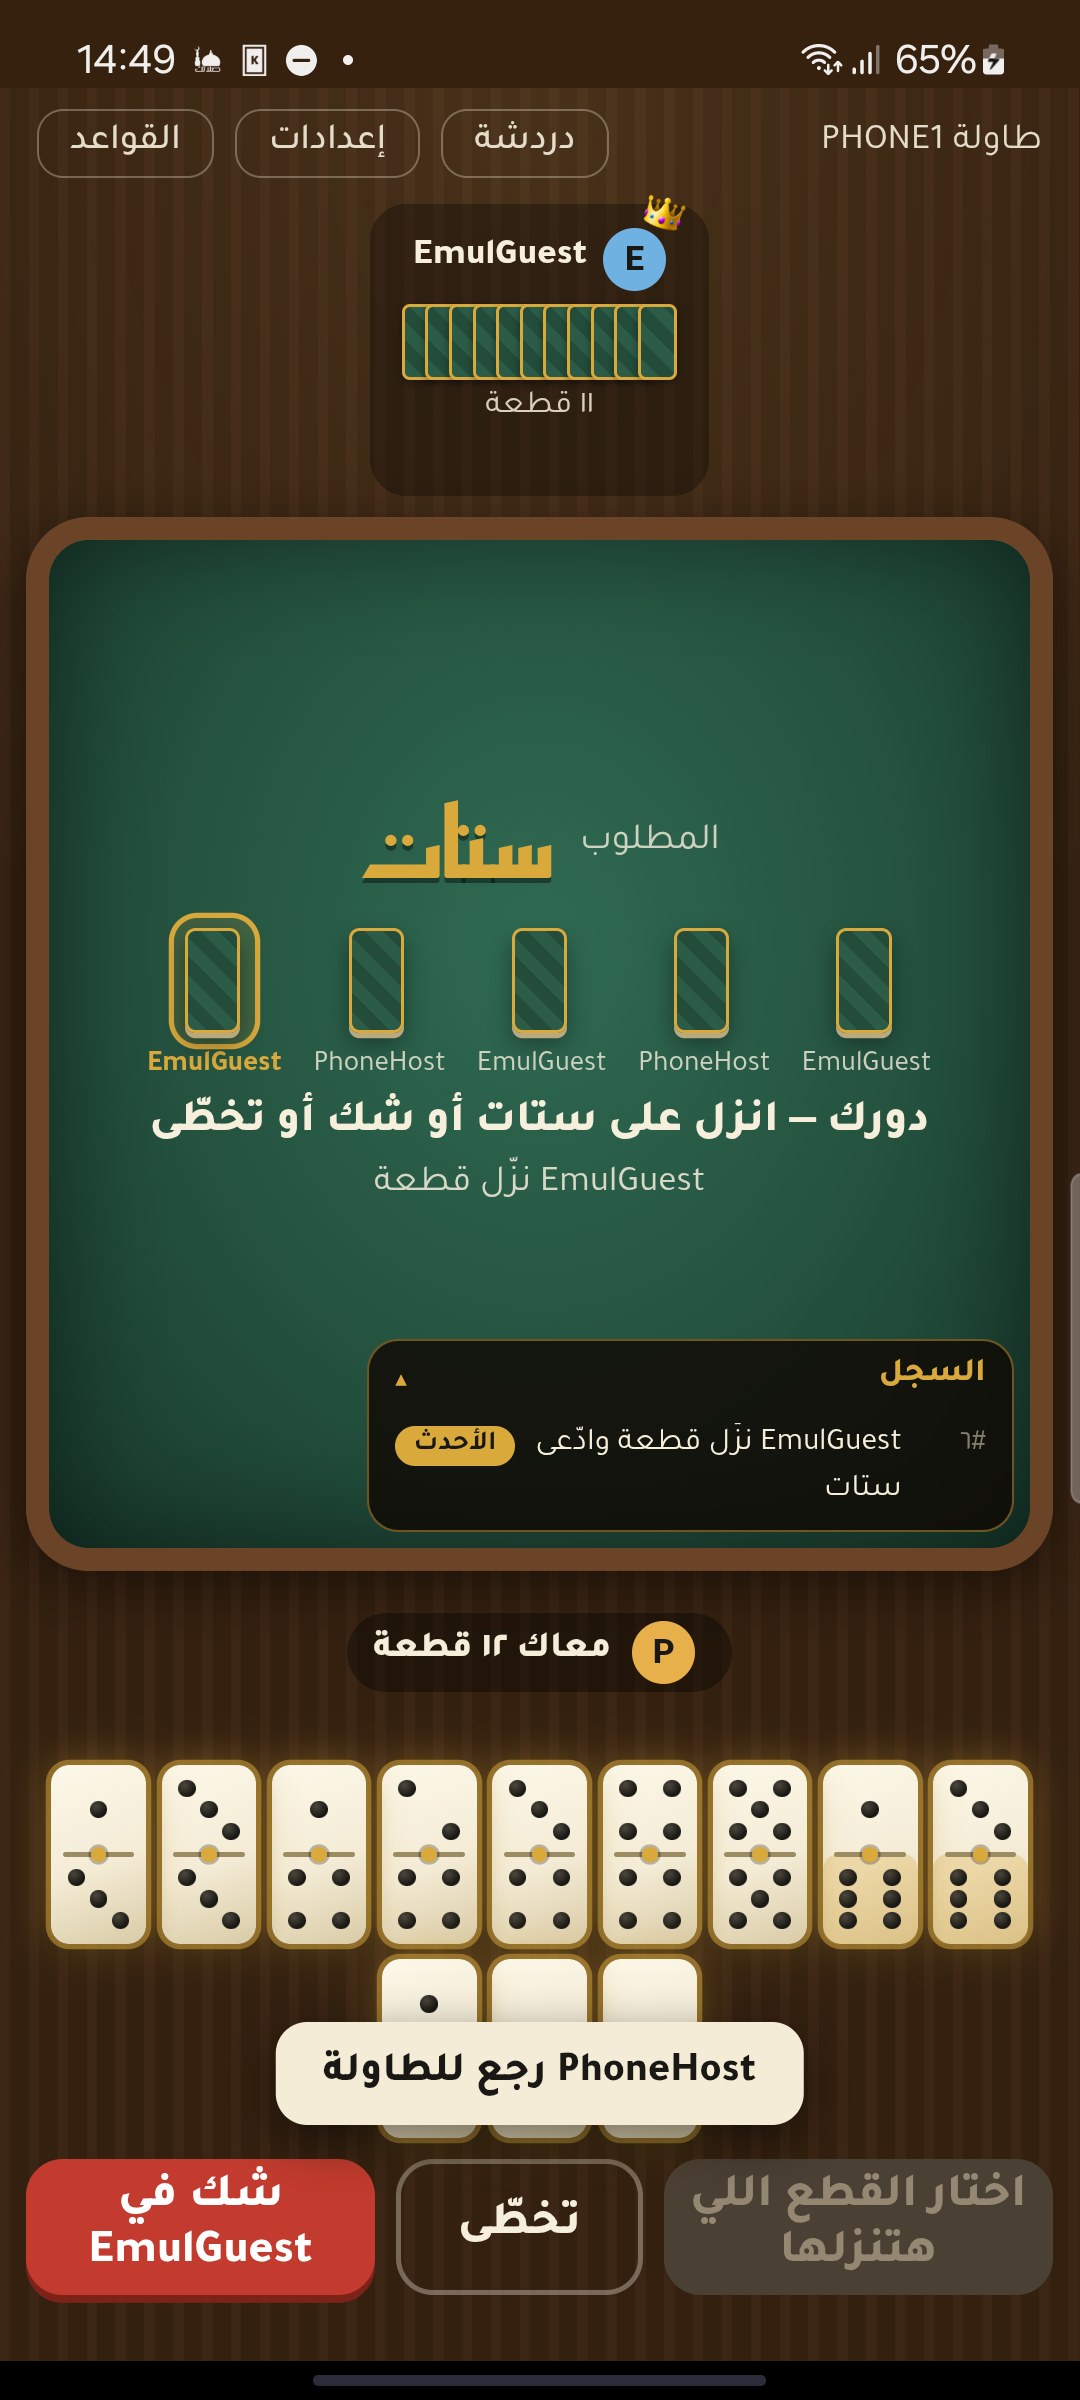 14:49
65%
طاولة PHONE1
دردشة
إعدادات
القواعد
E
EmulGuest
١١ قطعة
المطلوب ستات
EmulGuest
PhoneHost
EmulGuest
PhoneHost
EmulGuest
دورك – انزل على ستات أو شك أو تخطّى
EmulGuest نزّل قطعة
السجل
▲
#٦
EmulGuest نزّل قطعة وادّعى
ستات
الأحدث
P
معاك ١٢ قطعة
PhoneHost رجع للطاولة
اختار القطع اللي
هتنزلها
تخطّى
شك في
EmulGuest